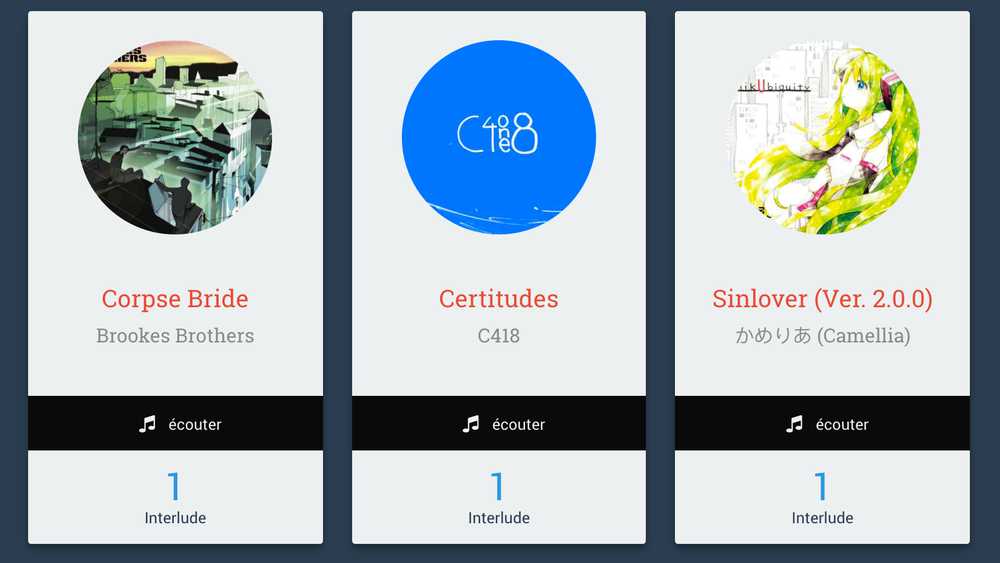 Corpse Bride
Brookes Brothers
écouter
1
Interlude
C418
one
Certitudes
C418
écouter
1
Interlude
Sinlover (Ver. 2.0.0)
かめりあ (Camellia)
écouter
1
Interlude